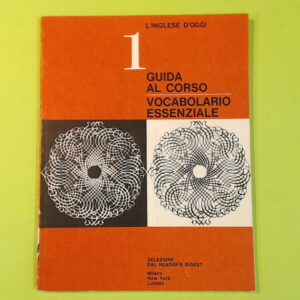 L'INGLESE D'OGGI
1
GUIDA
AL CORSO
VOCABOLARIO
ESSENZIALE
SELEZIONE
DAL READER'S DIGEST
Milano
New York
London